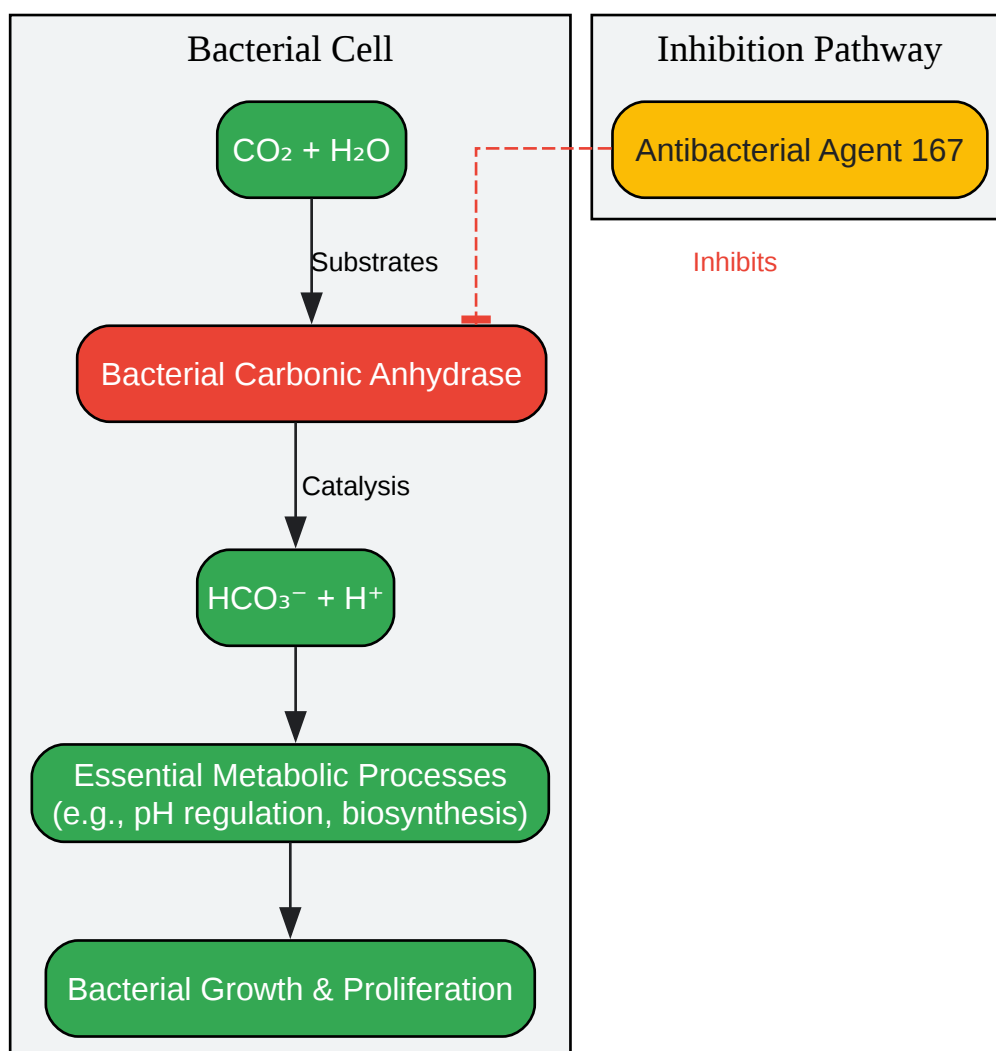 Bacterial Cell
CO₂ + H₂O
Substrates
Bacterial Carbonic Anhydrase
Catalysis
HCO₃⁻ + H⁺
Essential Metabolic Processes
(e.g., pH regulation, biosynthesis)
Bacterial Growth & Proliferation
Inhibition Pathway
Antibacterial Agent 167
Inhibits